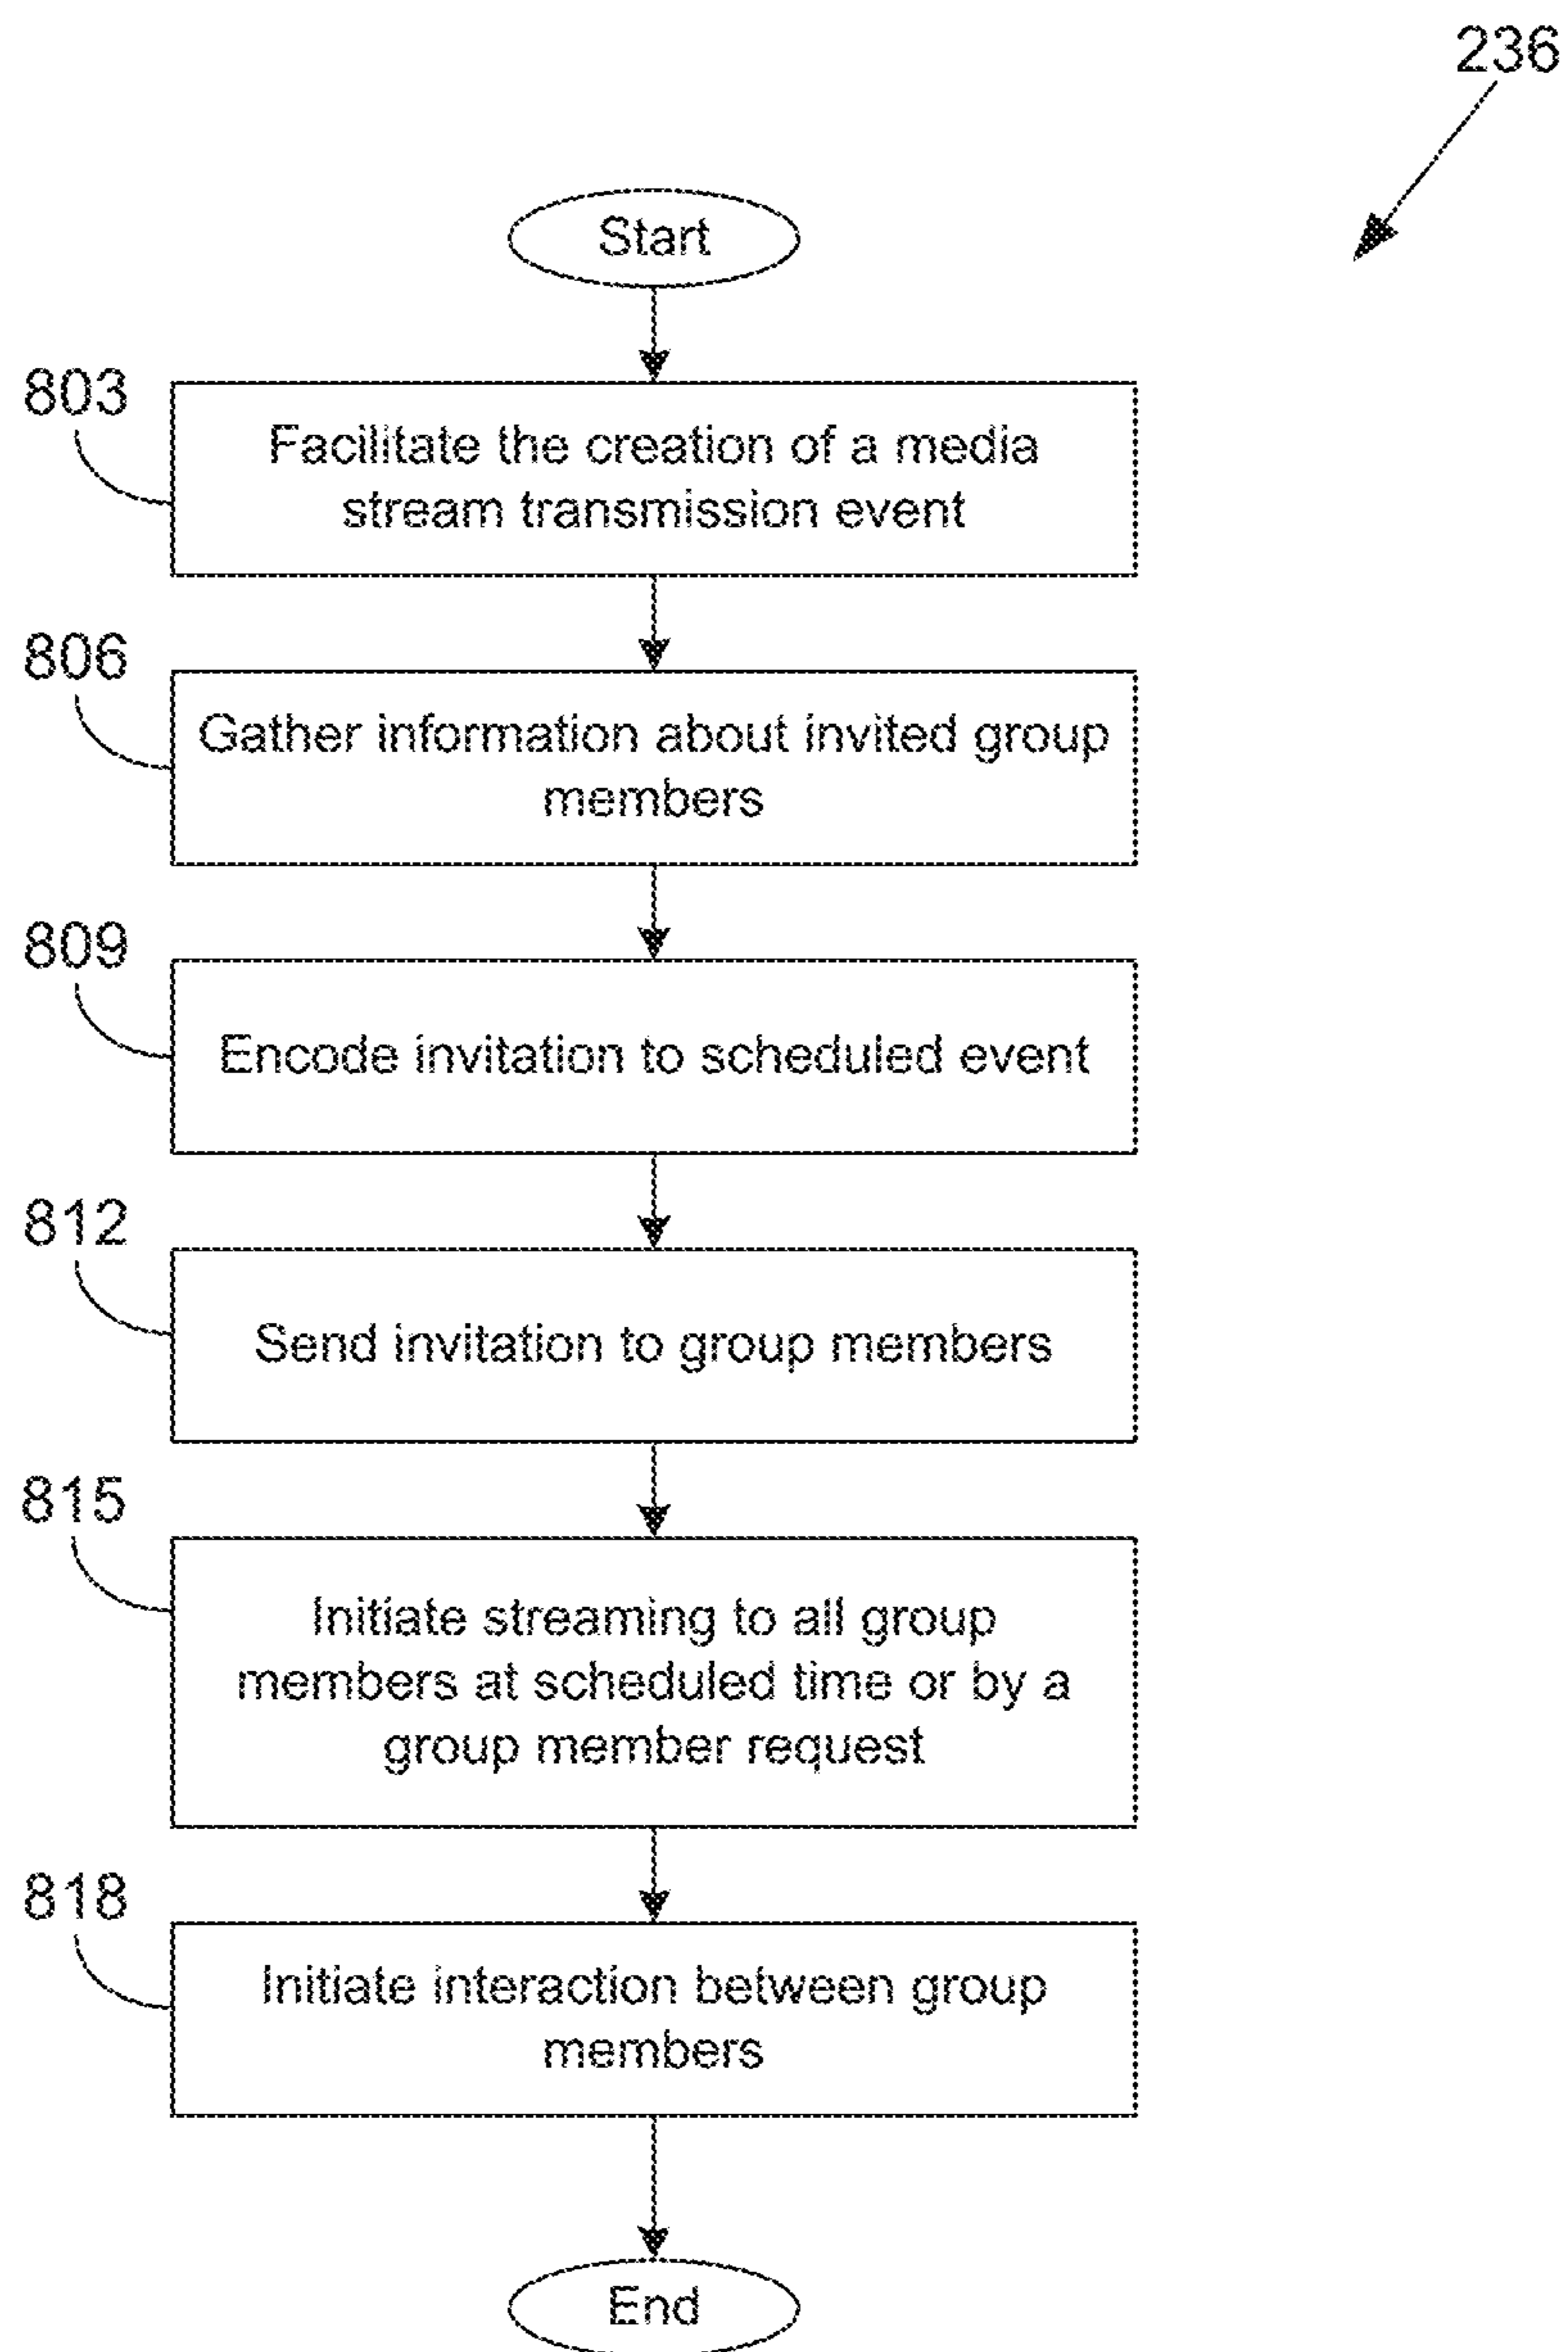 236
Start
803
Facilitate the creation of a media
stream transmission event
806
Gather information about invited group
members
809
Encode invitation to scheduled event
812
Send invitation to group members
815
Initiate streaming to all group
members at scheduled time or by a
group member request
818
Initiate interaction between group
members
End